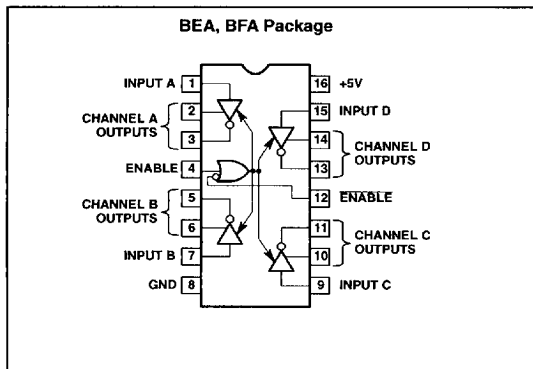 BEA, BFA Package
INPUT A 1 16 +5V
2 15 INPUT D
CHANNEL A
OUTPUTS
14
3 CHANNEL D
OUTPUTS
13
ENABLE 4
12 ENABLE
CHANNEL B
OUTPUTS
5
11
6 CHANNEL C
OUTPUTS
10
INPUT B 7
GND 8 9 INPUT C